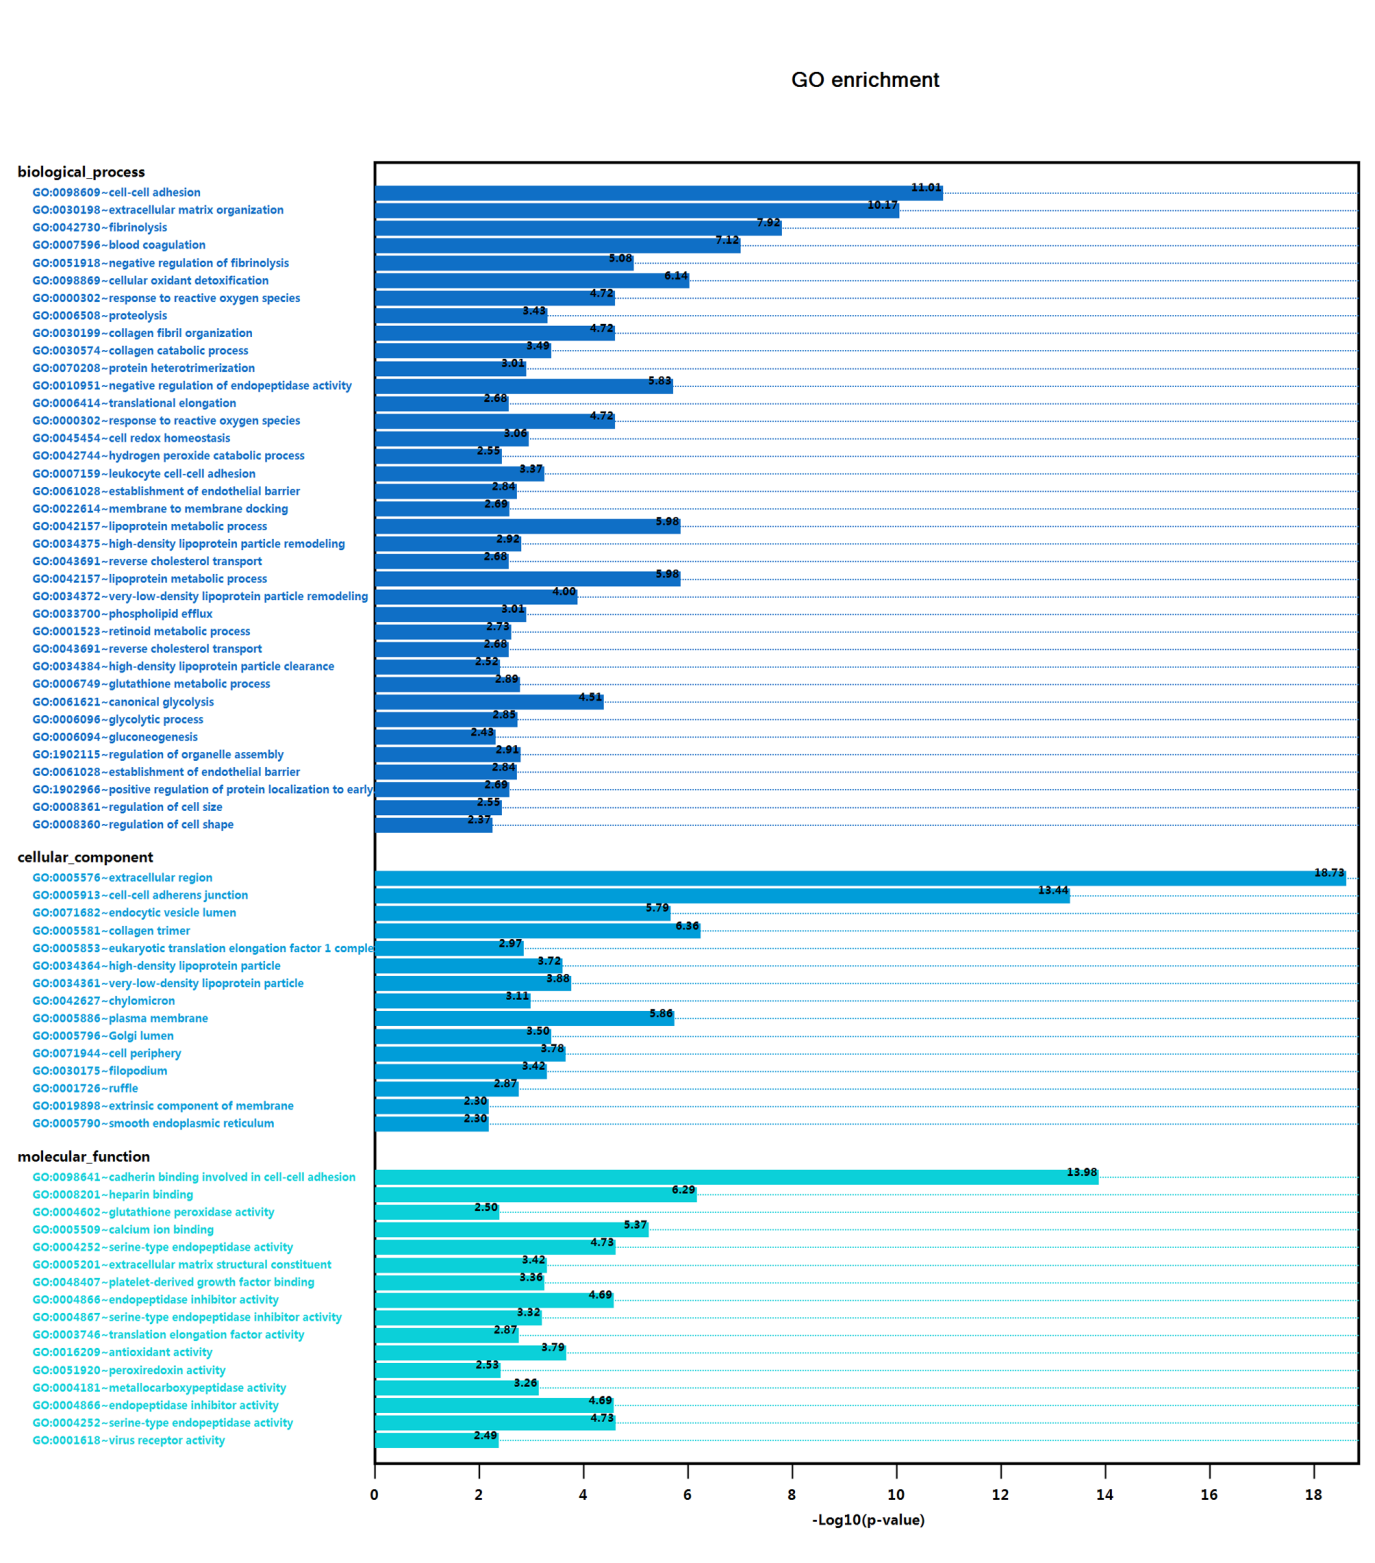 GO enrichment
biological_process
GO:0098609~cell-cell adhesion 11.01
GO:0030198~extracellular matrix organization 10.17
GO:0042730~fibrinolysis 7.92
GO:0007596~blood coagulation 7.12
GO:0051918~negative regulation of fibrinolysis 5.08
GO:0098869~cellular oxidant detoxification 6.14
GO:0000302~response to reactive oxygen species 4.72
GO:0006508~proteolysis 3.43
GO:0030199~collagen fibril organization 4.72
GO:0030574~collagen catabolic process 3.49
GO:0070208~protein heterotrimerization 3.01
GO:0010951~negative regulation of endopeptidase activity 5.83
GO:0006414~translational elongation 2.68
GO:0000302~response to reactive oxygen species 4.72
GO:0045454~cell redox homeostasis 3.06
GO:0042744~hydrogen peroxide catabolic process 2.55
GO:0007159~leukocyte cell-cell adhesion 3.37
GO:0061028~establishment of endothelial barrier 2.84
GO:0022614~membrane to membrane docking 2.69
GO:0042157~lipoprotein metabolic process 5.98
GO:0034375~high-density lipoprotein particle remodeling 2.92
GO:0043691~reverse cholesterol transport 2.68
GO:0042157~lipoprotein metabolic process 5.98
GO:0034372~very-low-density lipoprotein particle remodeling 4.00
GO:0033700~phospholipid efflux 3.01
GO:0001523~retinoid metabolic process 2.73
GO:0043691~reverse cholesterol transport 2.68
GO:0034384~high-density lipoprotein particle clearance 2.52
GO:0006749~glutathione metabolic process 2.89
GO:0061621~canonical glycolysis 4.51
GO:0006096~glycolytic process 2.85
GO:0006094~gluconeogenesis 2.43
GO:1902115~regulation of organelle assembly 2.91
GO:0061028~establishment of endothelial barrier 2.84
GO:1902966~positive regulation of protein localization to early 2.69
GO:0008361~regulation of cell size 2.55
GO:0008360~regulation of cell shape 2.37
cellular_component
GO:0005576~extracellular region 18.73
GO:0005913~cell-cell adherens junction 13.44
GO:0071682~endocytic vesicle lumen 5.79
GO:0005581~collagen trimer 6.36
GO:0005853~eukaryotic translation elongation factor 1 comple 2.97
GO:0034364~high-density lipoprotein particle 3.72
GO:0034361~very-low-density lipoprotein particle 3.88
GO:0042627~chylomicron 3.11
GO:0005886~plasma membrane 5.86
GO:0005796~Golgi lumen 3.50
GO:0071944~cell periphery 3.78
GO:0030175~filopodium 3.42
GO:0001726~ruffle 2.87
GO:0019898~extrinsic component of membrane 2.30
GO:0005790~smooth endoplasmic reticulum 2.30
molecular_function
GO:0098641~cadherin binding involved in cell-cell adhesion 13.98
GO:0008201~heparin binding 6.29
GO:0004602~glutathione peroxidase activity 2.50
GO:0005509~calcium ion binding 5.37
GO:0004252~serine-type endopeptidase activity 4.73
GO:0005201~extracellular matrix structural constituent 3.42
GO:0048407~platelet-derived growth factor binding 3.36
GO:0004866~endopeptidase inhibitor activity 4.69
GO:0004867~serine-type endopeptidase inhibitor activity 3.32
GO:0003746~translation elongation factor activity 2.87
GO:0016209~antioxidant activity 3.79
GO:0051920~peroxiredoxin activity 2.53
GO:0004181~metallocarboxypeptidase activity 3.26
GO:0004866~endopeptidase inhibitor activity 4.69
GO:0004252~serine-type endopeptidase activity 4.73
GO:0001618~virus receptor activity 2.49
0 2 4 6 8 10 12 14 16 18
-Log10(p-value)